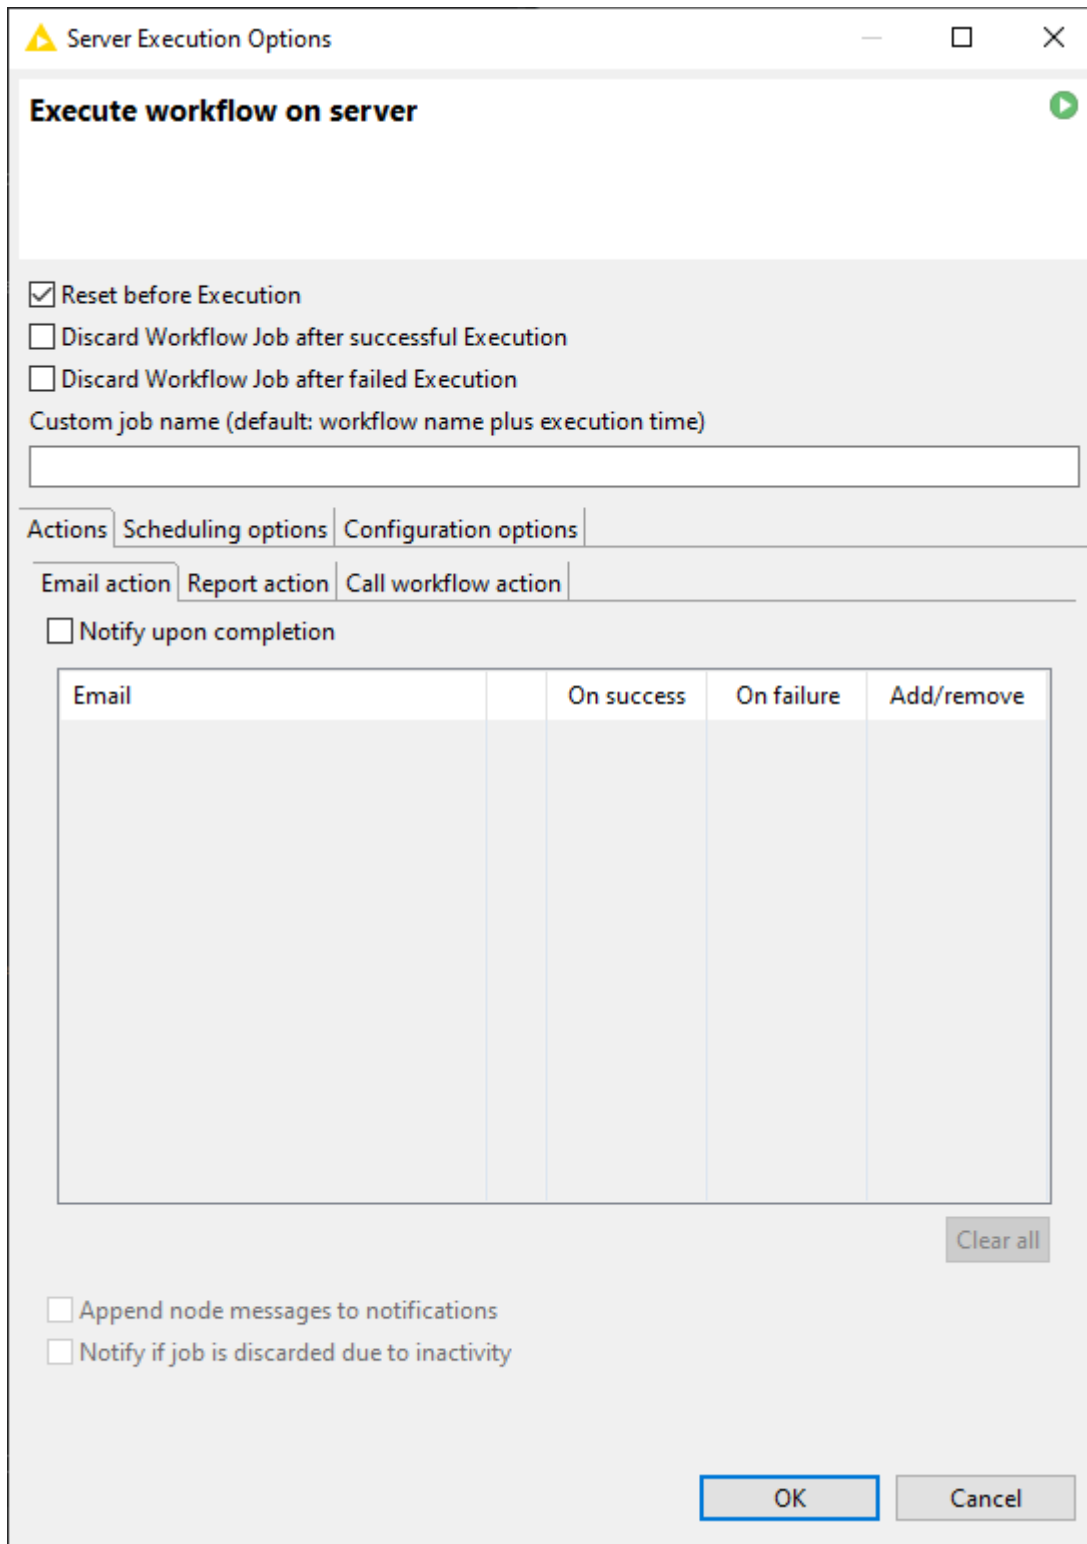 Server Execution Options
Execute workflow on server
Reset before Execution
Discard Workflow Job after successful Execution
Discard Workflow Job after failed Execution
Custom job name (default: workflow name plus execution time)
Actions Scheduling options Configuration options
Email action Report action Call workflow action
Notify upon completion
Email On success On failure Add/remove
Clear all
Append node messages to notifications
Notify if job is discarded due to inactivity
OK Cancel